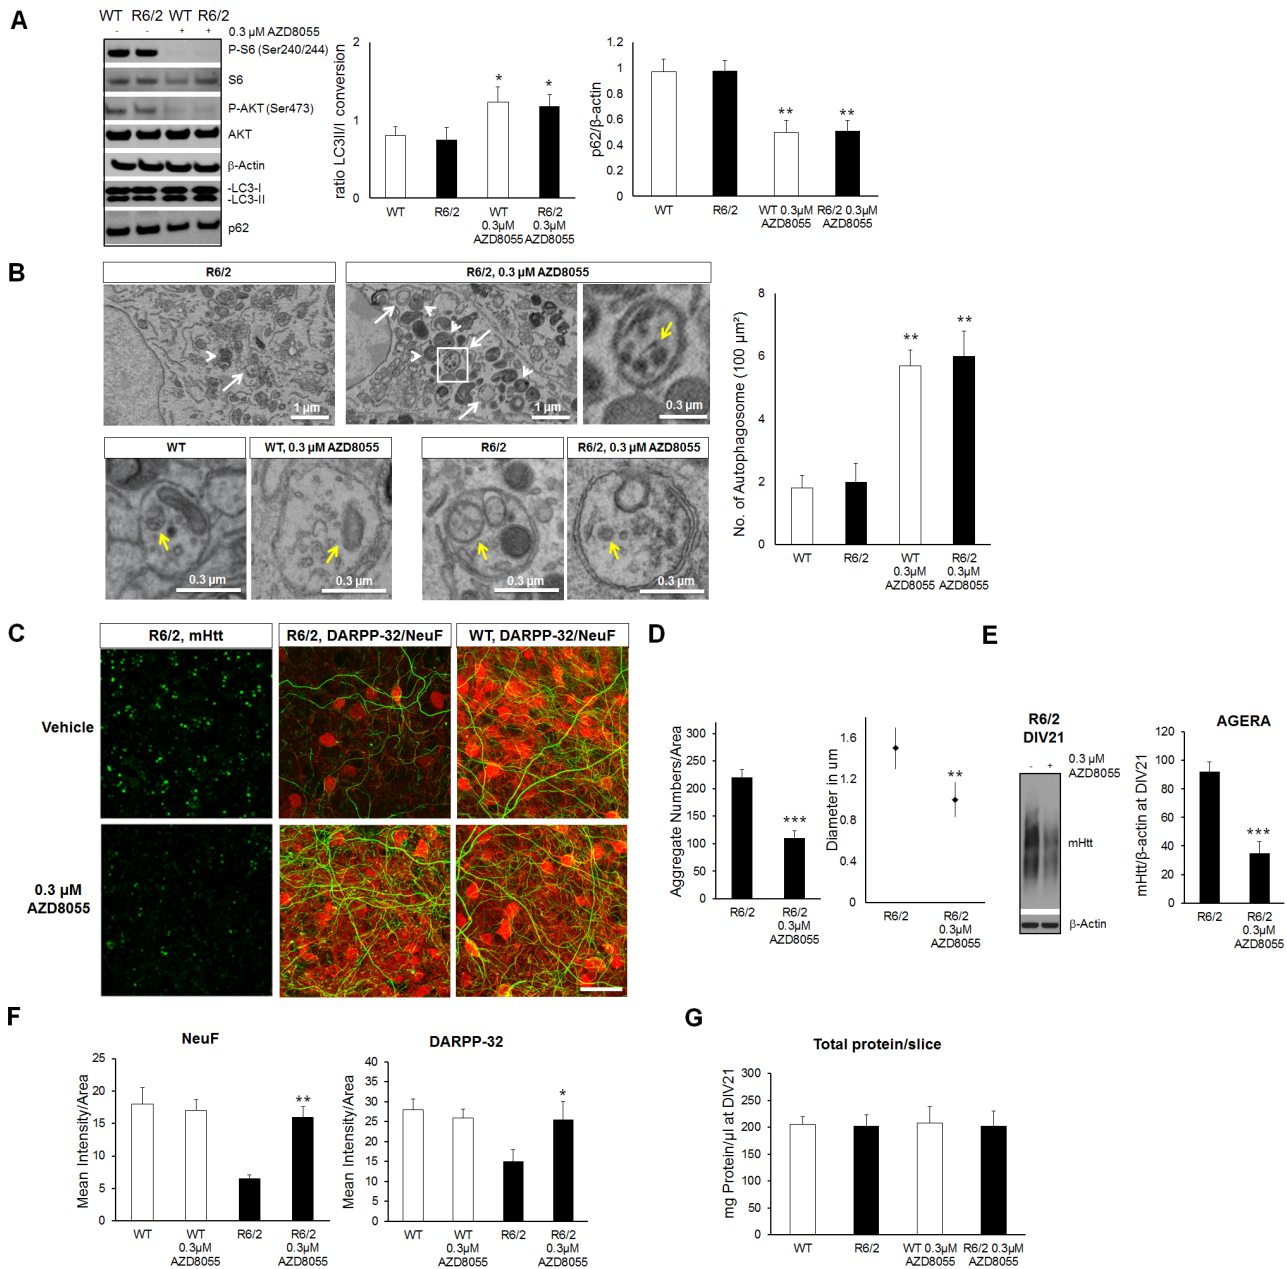 A
WT R6/2 WT R6/2
- - + + 0.3 µM AZD8055
P-S6 (Ser240/244)
S6
P-AKT (Ser473)
AKT
β-Actin
-LC3-I
-LC3-II
p62
ratio LC3II/I conversion
2
1
0
*
*
WT
R6/2
WT
0.3µM
AZD8055
R6/2
0.3µM
AZD8055
p62/β-actin
1.2
1
0.8
0.6
0.4
0.2
0
**
**
WT
R6/2
WT 0.3µM
AZD8055
R6/2 0.3µM
AZD8055
B
R6/2
R6/2, 0.3 µM AZD8055
1 µm
1 µm
0.3 µm
WT
WT, 0.3 µM AZD8055
R6/2
R6/2, 0.3 µM AZD8055
0.3 µm
0.3 µm
0.3 µm
0.3 µm
No. of Autophagosome (100 µm²)
8
6
4
2
0
**
**
WT
R6/2
WT
0.3µM
AZD8055
R6/2
0.3µM
AZD8055
C
R6/2, mHtt
R6/2, DARPP-32/NeuF
WT, DARPP-32/NeuF
Vehicle
0.3 µM
AZD8055
D
Aggregate Numbers/Area
300
250
200
150
100
50
0
***
R6/2
R6/2
0.3µM
AZD8055
Diameter in um
1.6
1.2
0.8
0.4
0
**
R6/2
R6/2
0.3µM
AZD8055
E
R6/2
DIV21
- + 0.3 µM
AZD8055
mHtt
β-Actin
AGERA
mHtt/β-actin at DIV21
120
100
80
60
40
20
0
***
R6/2
R6/2
0.3µM
AZD8055
F
NeuF
Mean Intensity/Area
25
20
15
10
5
0
**
WT
WT
0.3µM
AZD8055
R6/2
R6/2
0.3µM
AZD8055
DARPP-32
Mean Intensity/Area
40
35
30
25
20
15
10
5
0
*
WT
WT
0.3µM
AZD8055
R6/2
R6/2
0.3µM
AZD8055
G
Total protein/slice
mg Protein/µl at DIV21
300
250
200
150
100
50
0
WT
R6/2
WT 0.3µM
AZD8055
R6/2 0.3µM
AZD8055